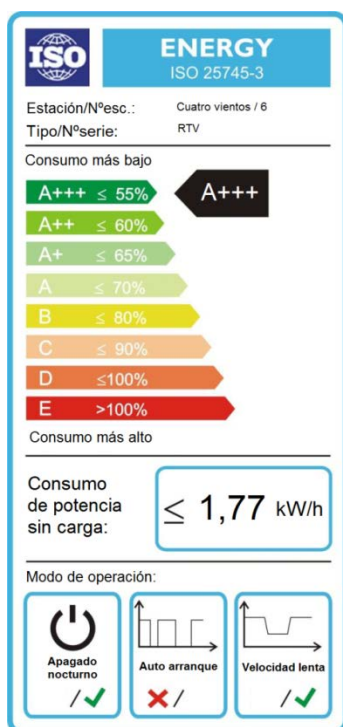 ISO
ENERGY
ISO 25745-3
Estación/Nºesc.: Cuatro vientos / 6
Tipo/Nºserie: RTV
Consumo más bajo
A+++ ≤ 55% A+++
A++ ≤ 60%
A+ ≤ 65%
A ≤ 70%
B ≤ 80%
C ≤ 90%
D ≤100%
E >100%
Consumo más alto
Consumo
de potencia
sin carga:
≤ 1,77 kW/h
Modo de operación:
Apagado
nocturno
/ ✓
Auto arranque
✗ /
Velocidad lenta
/ ✓